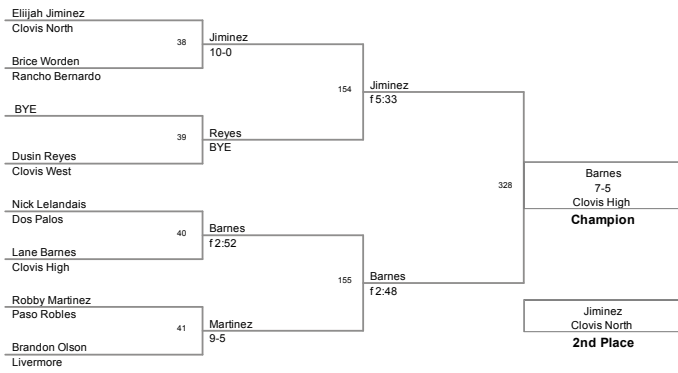 Eliijah Jiminez
Clovis North
38
Jiminez
10-0
Brice Worden
Rancho Bernardo
154
Jiminez
f 5:33
BYE
39
Reyes
BYE
Dusin Reyes
Clovis West
328
Barnes
7-5
Clovis High
Champion
Nick Lelandais
Dos Palos
40
Barnes
f 2:52
Lane Barnes
Clovis High
155
Barnes
f 2:48
Robby Martinez
Paso Robles
41
Martinez
9-5
Brandon Olson
Livermore
Jiminez
Clovis North
2nd Place